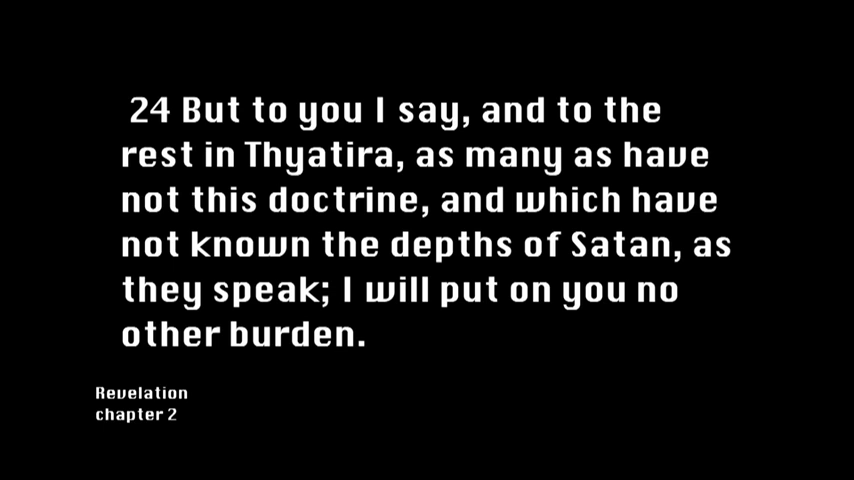 24 But to you I say, and to the
rest in Thyatira, as many as have
not this doctrine, and which have
not known the depths of Satan, as
they speak; I will put on you no
other burden.
Revelation
chapter 2